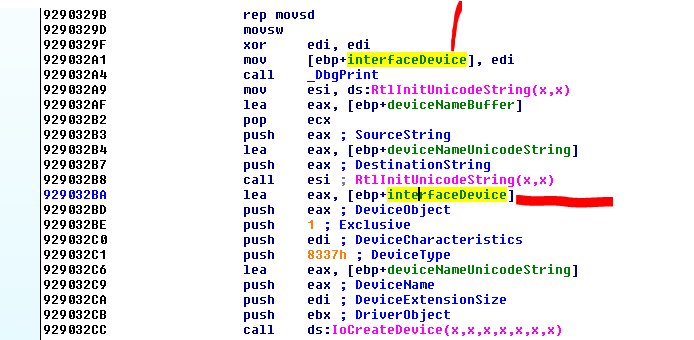 9290329B rep movsd
9290329D movsw
9290329F xor edi, edi
929032A1 mov [ebp+interfaceDevice], edi
929032A4 call _DbgPrint
929032A9 mov esi, ds:RtlInitUnicodeString(x,x)
929032AF lea eax, [ebp+deviceNameBuffer]
929032B2 pop ecx
929032B3 push eax ; SourceString
929032B4 lea eax, [ebp+deviceNameUnicodeString]
929032B7 push eax ; DestinationString
929032B8 call esi ; RtlInitUnicodeString(x,x)
929032BA lea eax, [ebp+interfaceDevice]
929032BD push eax ; DeviceObject
929032BE push 1 ; Exclusive
929032C0 push edi ; DeviceCharacteristics
929032C1 push 8337h ; DeviceType
929032C6 lea eax, [ebp+deviceNameUnicodeString]
929032C9 push eax ; DeviceName
929032CA push edi ; DeviceExtensionSize
929032CB push ebx ; DriverObject
929032CC call ds:IoCreateDevice(x,x,x,x,x,x,x)